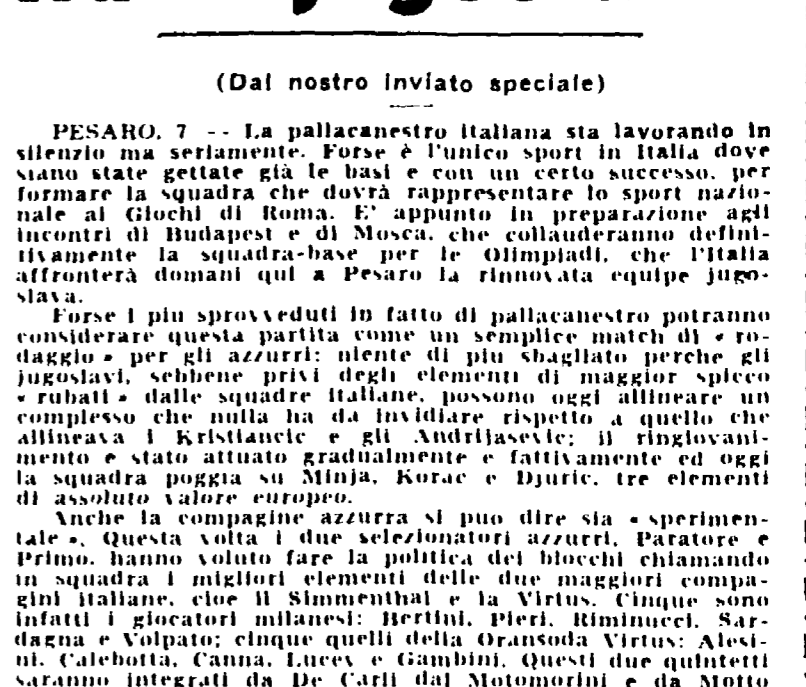 (Dal nostro inviato speciale)
PESARO, 7 -- La pallacanestro italiana sta lavorando in
silenzio ma seriamente. Forse è l'unico sport in Italia dove
siano state gettate già le basi e con un certo successo, per
formare la squadra che dovrà rappresentare lo sport nazio-
nale ai Giochi di Roma. E' appunto in preparazione agli
incontri di Budapest e di Mosca, che collauderanno defini-
tivamente la squadra-base per le Olimpiadi, che l'Italia
affronterà domani qui a Pesaro la rinnovata equipe jugo-
slava.
Forse i piu sprovveduti in fatto di pallacanestro potranno
considerare questa partita come un semplice match di « ro-
daggio » per gli azzurri: niente di piu sbagliato perche gli
jugoslavi, sebbene privi degli elementi di maggior spicco
« rubati » dalle squadre italiane, possono oggi allineare un
complesso che nulla ha da invidiare rispetto a quello che
allineava i Kristiancic e gli Andrijasevic; il ringiovani-
mento e stato attuato gradualmente e fattivamente ed oggi
la squadra poggia su Minja, Korac e Djuric, tre elementi
di assoluto valore europeo.
Anche la compagine azzurra si puo dire sia « sperimen-
tale ». Questa volta i due selezionatori azzurri, Paratore e
Primo, hanno voluto fare la politica dei blocchi chiamando
in squadra i migliori elementi delle due maggiori compa-
gini italiane, cioe il Simmenthal e la Virtus. Cinque sono
infatti i giocatori milanesi: Bertini, Pieri, Riminucci, Sar-
dagna e Volpato; cinque quelli della Oransoda Virtus: Alesi-
ni, Calebotta, Canna, Lucev e Gambini. Questi due quintetti
saranno integrati da De Carli dal Motomorini e da Motto